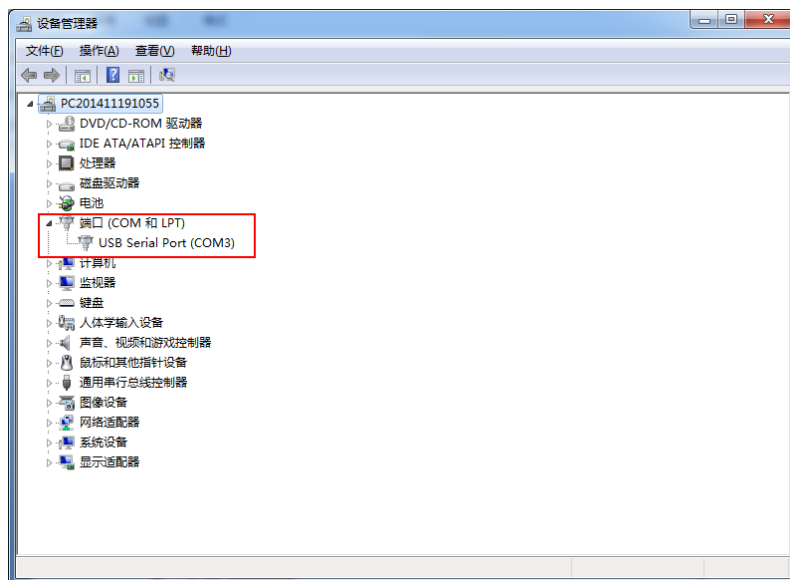 设备管理器
文件(F) 操作(A) 查看(V) 帮助(H)
PC201411191055
DVD/CD-ROM 驱动器
IDE ATA/ATAPI 控制器
处理器
磁盘驱动器
电池
端口 (COM 和 LPT)
USB Serial Port (COM3)
计算机
监视器
键盘
人体学输入设备
声音、视频和游戏控制器
鼠标和其他指针设备
通用串行总线控制器
图像设备
网络适配器
系统设备
显示适配器